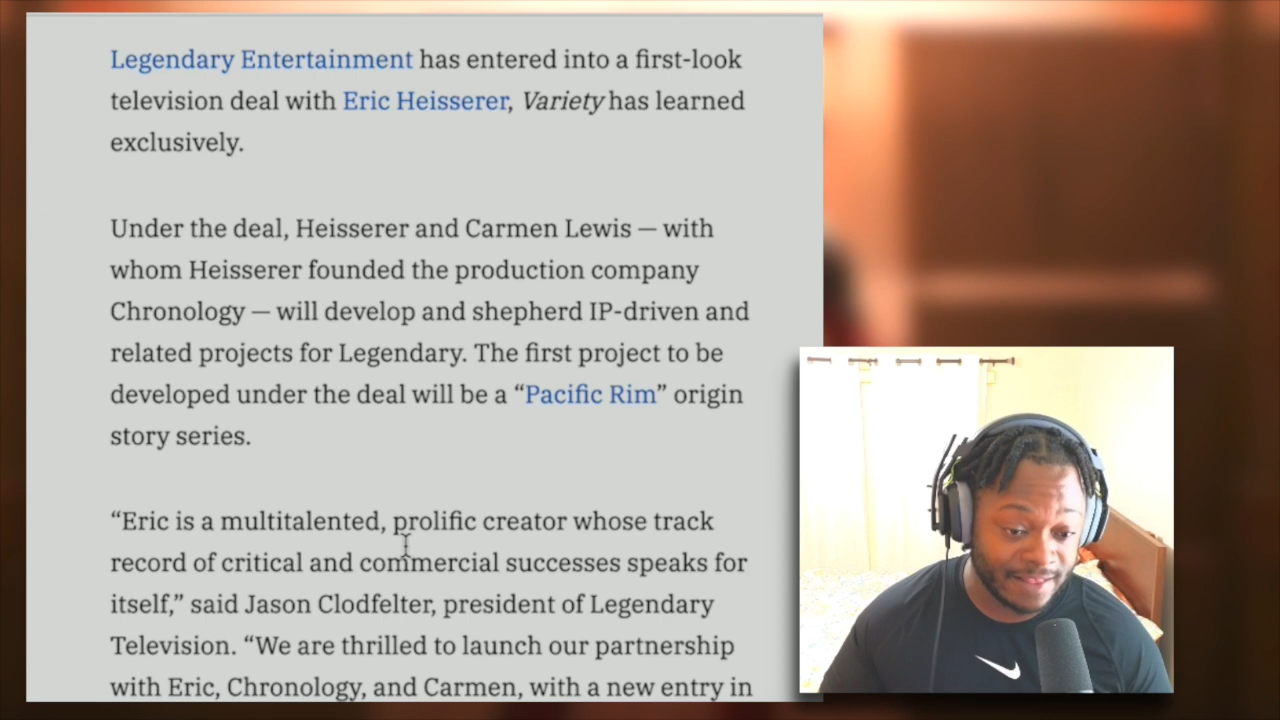 Legendary Entertainment has entered into a first-look
television deal with Eric Heisserer, Variety has learned
exclusively.
Under the deal, Heisserer and Carmen Lewis — with
whom Heisserer founded the production company
Chronology — will develop and shepherd IP-driven and
related projects for Legendary. The first project to be
developed under the deal will be a “Pacific Rim” origin
story series.
“Eric is a multitalented, prolific creator whose track
record of critical and commercial successes speaks for
itself,” said Jason Clodfelter, president of Legendary
Television. “We are thrilled to launch our partnership
with Eric, Chronology, and Carmen, with a new entry in